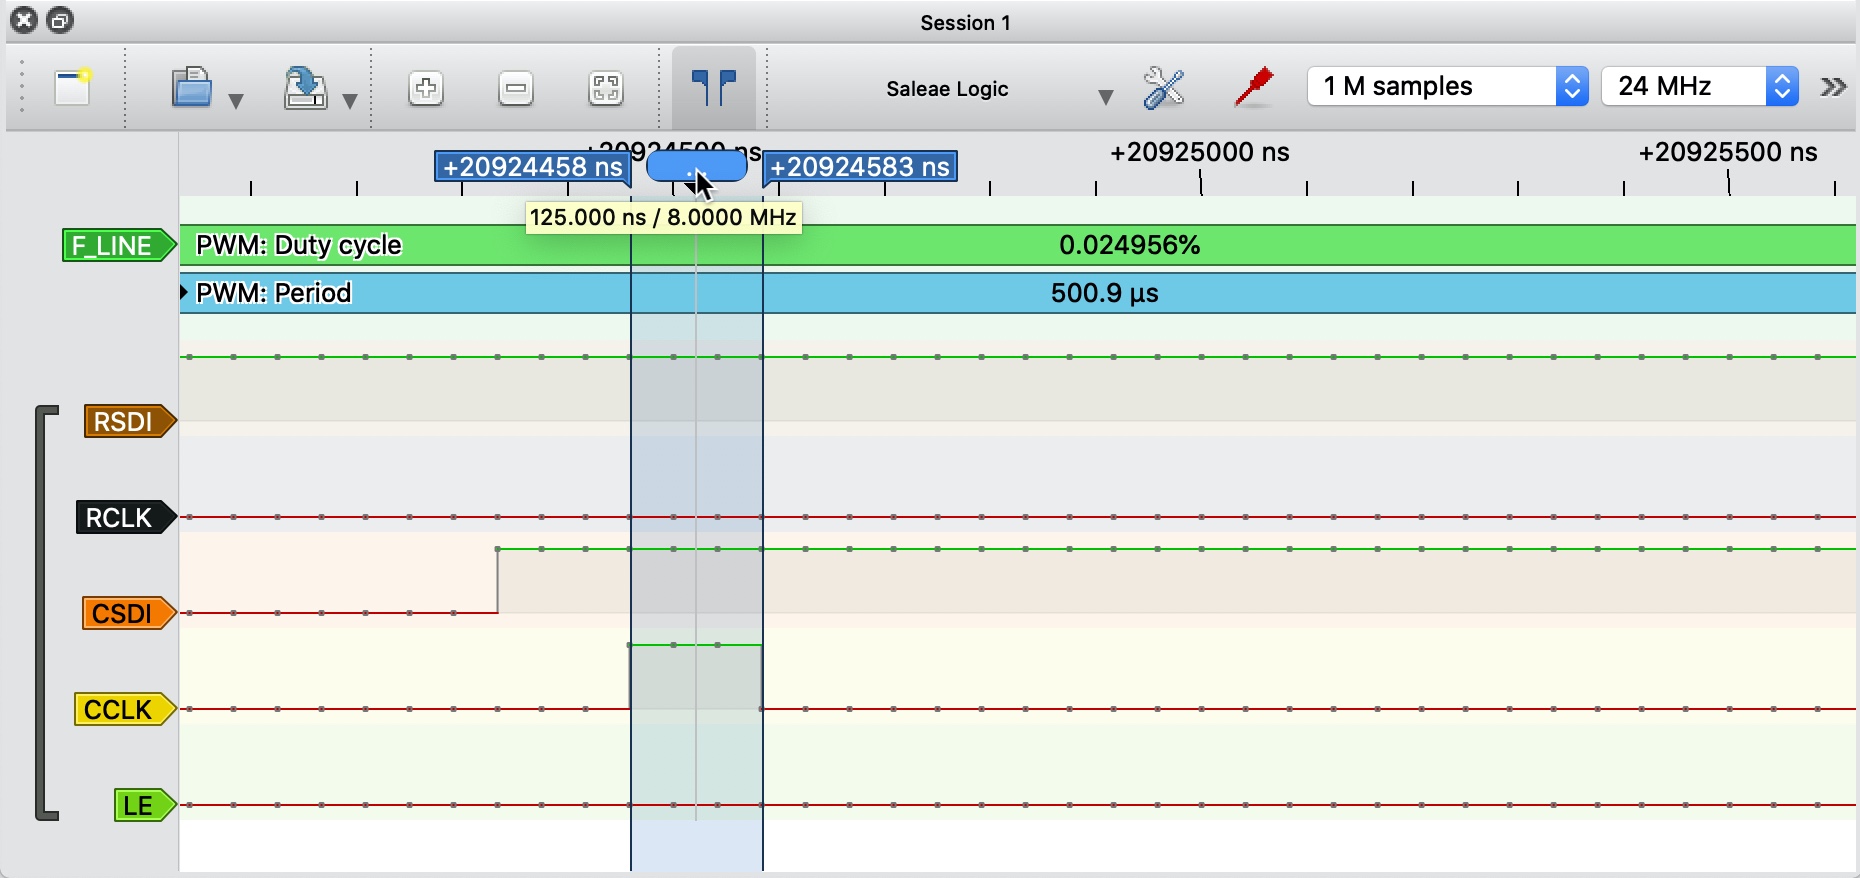 Session 1
Saleae Logic
1 M samples
24 MHz
+20924500 ns
+20925000 ns
+20925500 ns
+20924458 ns
...
+20924583 ns
125.000 ns / 8.0000 MHz
F_LINE
PWM: Duty cycle
0.024956%
PWM: Period
500.9 µs
RSDI
RCLK
CSDI
CCLK
LE